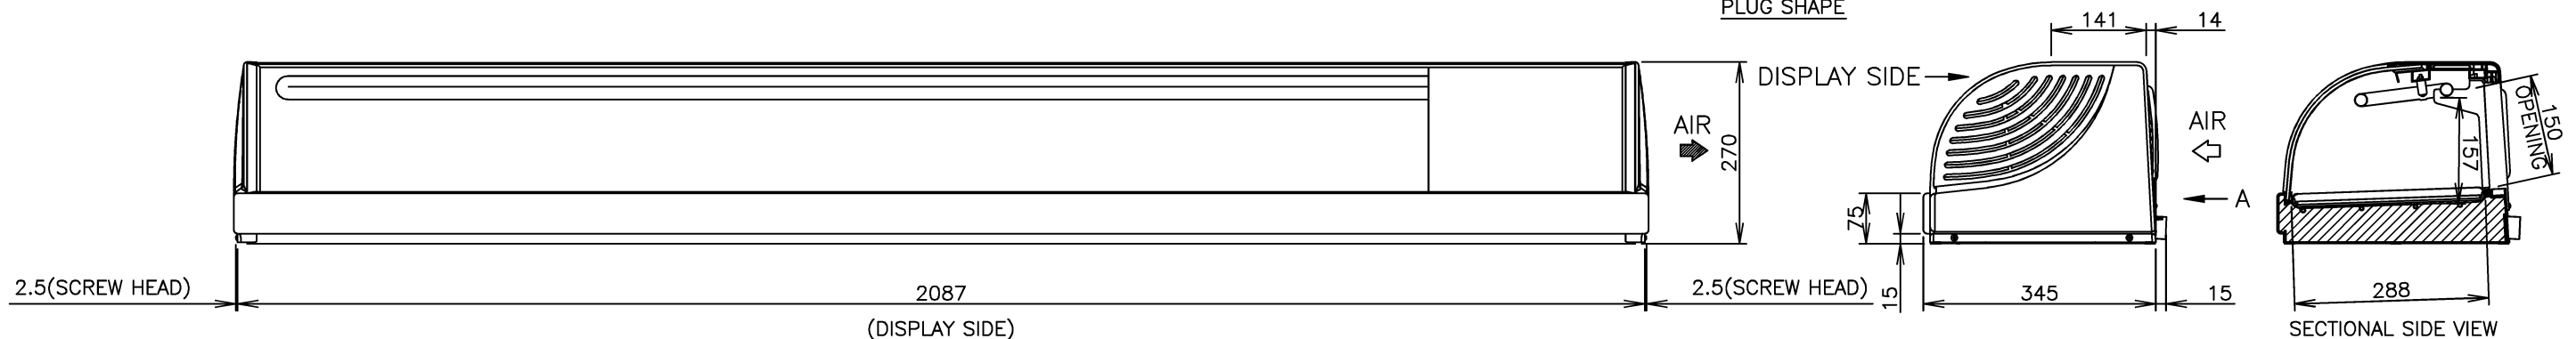 PLUG SHAPE
141
14
DISPLAY SIDE
AIR
270
AIR
150
OPENING
157
A
75
15
2.5(SCREW HEAD)
2087
2.5(SCREW HEAD)
345
15
288
(DISPLAY SIDE)
SECTIONAL SIDE VIEW